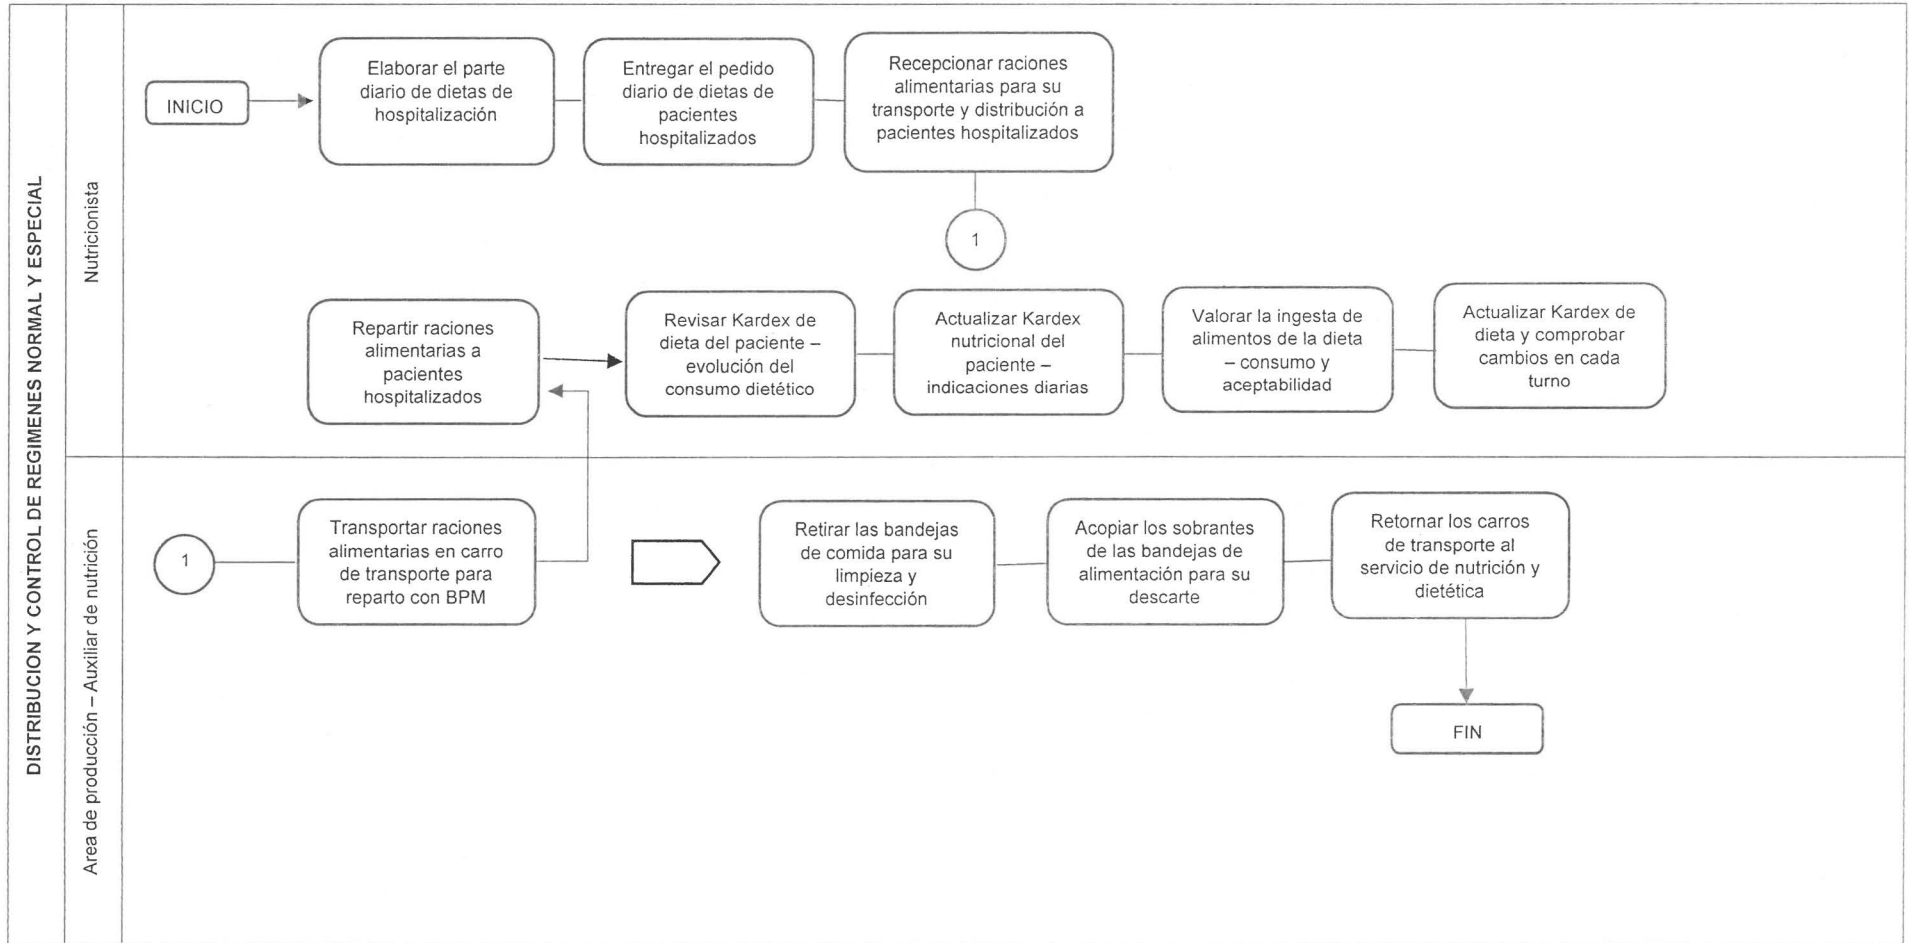 DISTRIBUCION Y CONTROL DE REGIMENES NORMAL Y ESPECIAL
Nutricionista
INICIO
Elaborar el parte
diario de dietas de
hospitalización
Entregar el pedido
diario de dietas de
pacientes
hospitalizados
Recepcionar raciones
alimentarias para su
transporte y distribución a
pacientes hospitalizados
1
Repartir raciones
alimentarias a
pacientes
hospitalizados
Revisar Kardex de
dieta del paciente –
evolución del
consumo dietético
Actualizar Kardex
nutricional del
paciente –
indicaciones diarias
Valorar la ingesta de
alimentos de la dieta
– consumo y
aceptabilidad
Actualizar Kardex de
dieta y comprobar
cambios en cada
turno
Area de producción – Auxiliar de nutrición
1
Transportar raciones
alimentarias en carro
de transporte para
reparto con BPM
Retirar las bandejas
de comida para su
limpieza y
desinfección
Acopiar los sobrantes
de las bandejas de
alimentación para su
descarte
Retornar los carros
de transporte al
servicio de nutrición y
dietética
FIN